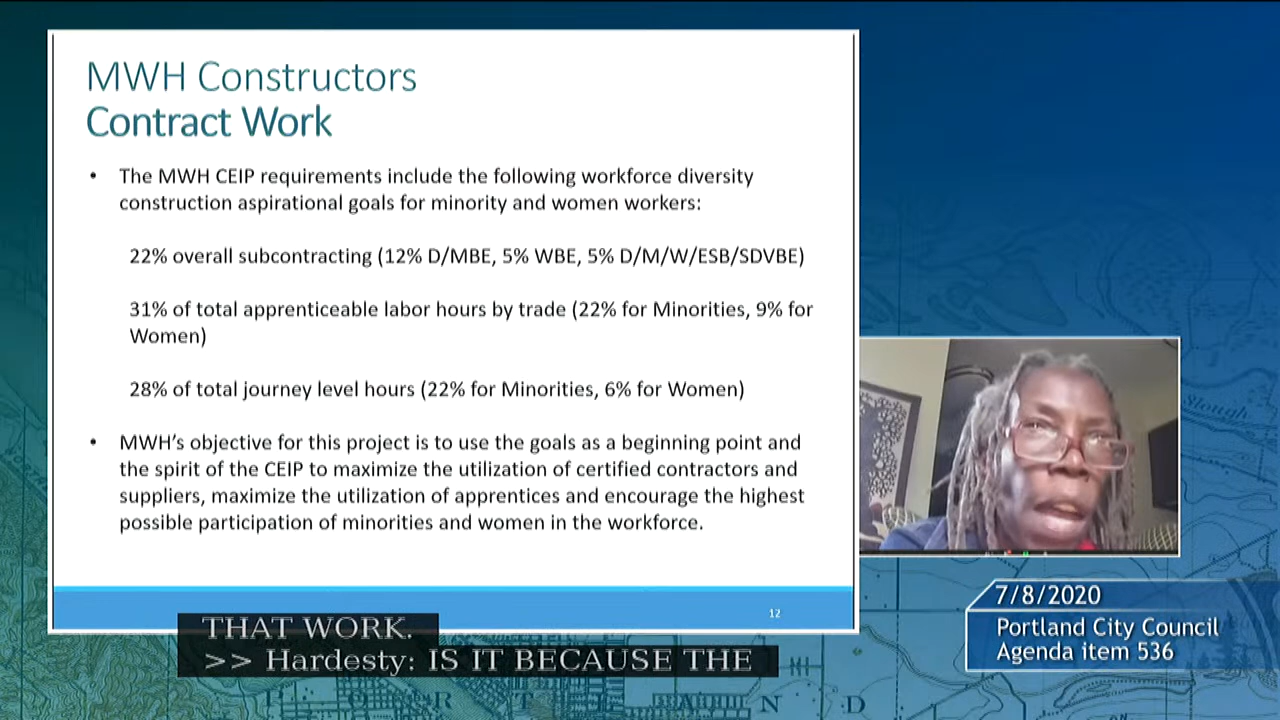 MWH Constructors
Contract Work
• The MWH CEIP requirements include the following workforce diversity
construction aspirational goals for minority and women workers:
22% overall subcontracting (12% D/MBE, 5% WBE, 5% D/M/W/ESB/SDVBE)
31% of total apprenticeable labor hours by trade (22% for Minorities, 9% for
Women)
28% of total journey level hours (22% for Minorities, 6% for Women)
• MWH’s objective for this project is to use the goals as a beginning point and
the spirit of the CEIP to maximize the utilization of certified contractors and
suppliers, maximize the utilization of apprentices and encourage the highest
possible participation of minorities and women in the workforce.
12
THAT WORK.
>> Hardesty: IS IT BECAUSE THE
Slough
7/8/2020
Portland City Council
Agenda item 536